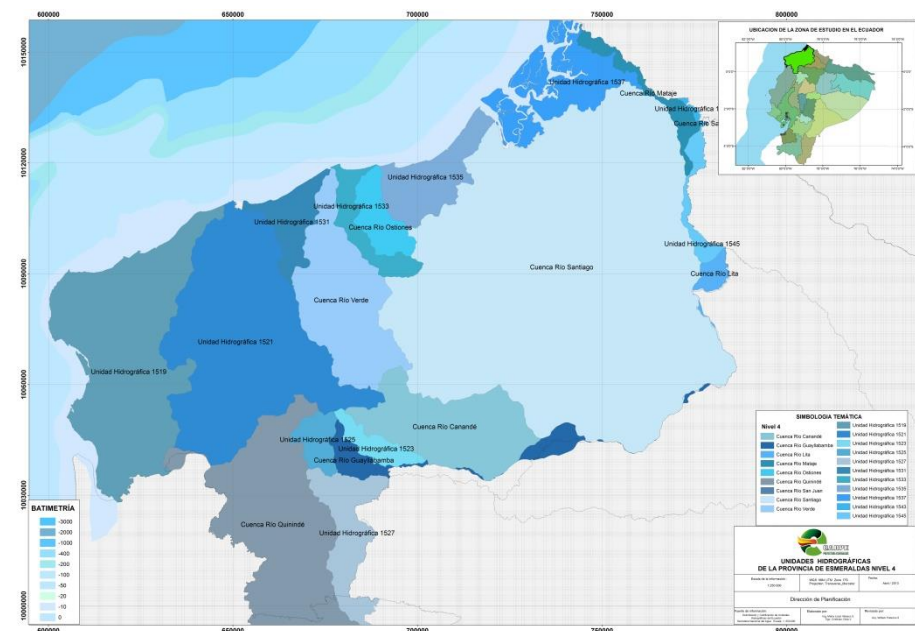 600000
650000
700000
750000
800000
10150000
10120000
10090000
10060000
10030000
10000000
UBICACION DE LA ZONA DE ESTUDIO EN EL ECUADOR
Unidad Hidrográfica 1537
Cuenca Río Mataje
Unidad Hidrográfica 1
Unidad Hidrográfica 1535
Unidad Hidrográfica 1533
Unidad Hidrográfica 1531
Cuenca Río Ostiones
Unidad Hidrográfica 1545
Cuenca Río Santiago
Cuenca Río Lita
Cuenca Río Verde
Unidad Hidrográfica 1521
Unidad Hidrográfica 1519
Cuenca Río Canandé
Unidad Hidrográfica 1525
Unidad Hidrográfica 1523
Cuenca Río Guayllabamba
Cuenca Río Quinindé
Unidad Hidrográfica 1527
BATIMETRÍA
-3000
-2000
-1000
-400
-200
-100
-50
-20
-10
0
SIMBOLOGIA TEMÁTICA
Nivel 4
Cuenca Río Canandé
Cuenca Río Guayllabamba
Cuenca Río Lita
Cuenca Río Mataje
Cuenca Río Ostiones
Cuenca Río Quinindé
Cuenca Río San Juan
Cuenca Río Santiago
Cuenca Río Verde
Unidad Hidrográfica 1519
Unidad Hidrográfica 1521
Unidad Hidrográfica 1523
Unidad Hidrográfica 1525
Unidad Hidrográfica 1527
Unidad Hidrográfica 1531
Unidad Hidrográfica 1533
Unidad Hidrográfica 1535
Unidad Hidrográfica 1537
Unidad Hidrográfica 1543
Unidad Hidrográfica 1545
UNIDADES HIDROGRÁFICAS
DE LA PROVINCIA DE ESMERALDAS NIVEL 4
Dirección de Planificación